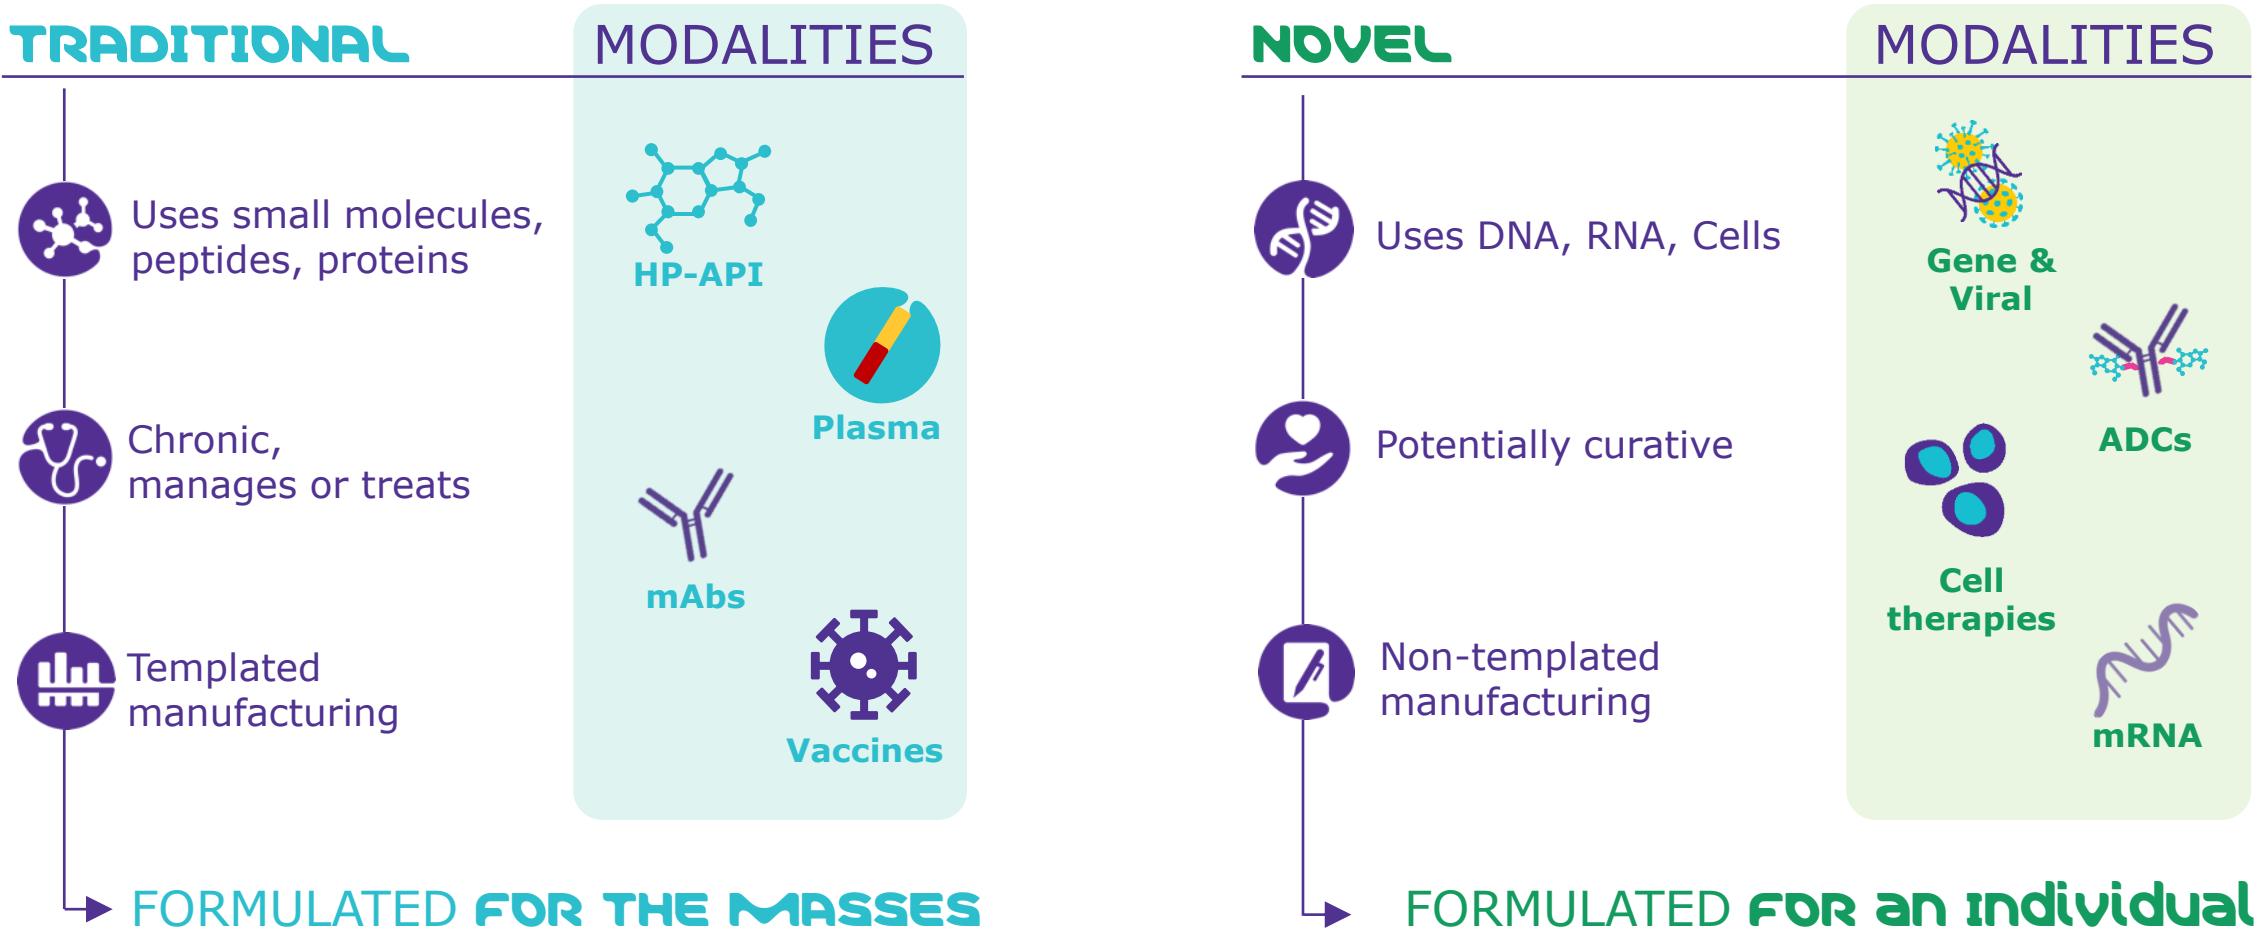 TRADITIONAL
MODALITIES
Uses small molecules,
peptides, proteins
Chronic,
manages or treats
Templated
manufacturing
HP-API
Plasma
mAbs
Vaccines
FORMULATED FOR THE MASSES
NOVEL
MODALITIES
Uses DNA, RNA, Cells
Potentially curative
Non-templated
manufacturing
Gene &
Viral
ADCs
Cell
therapies
mRNA
FORMULATED FOR an Individual